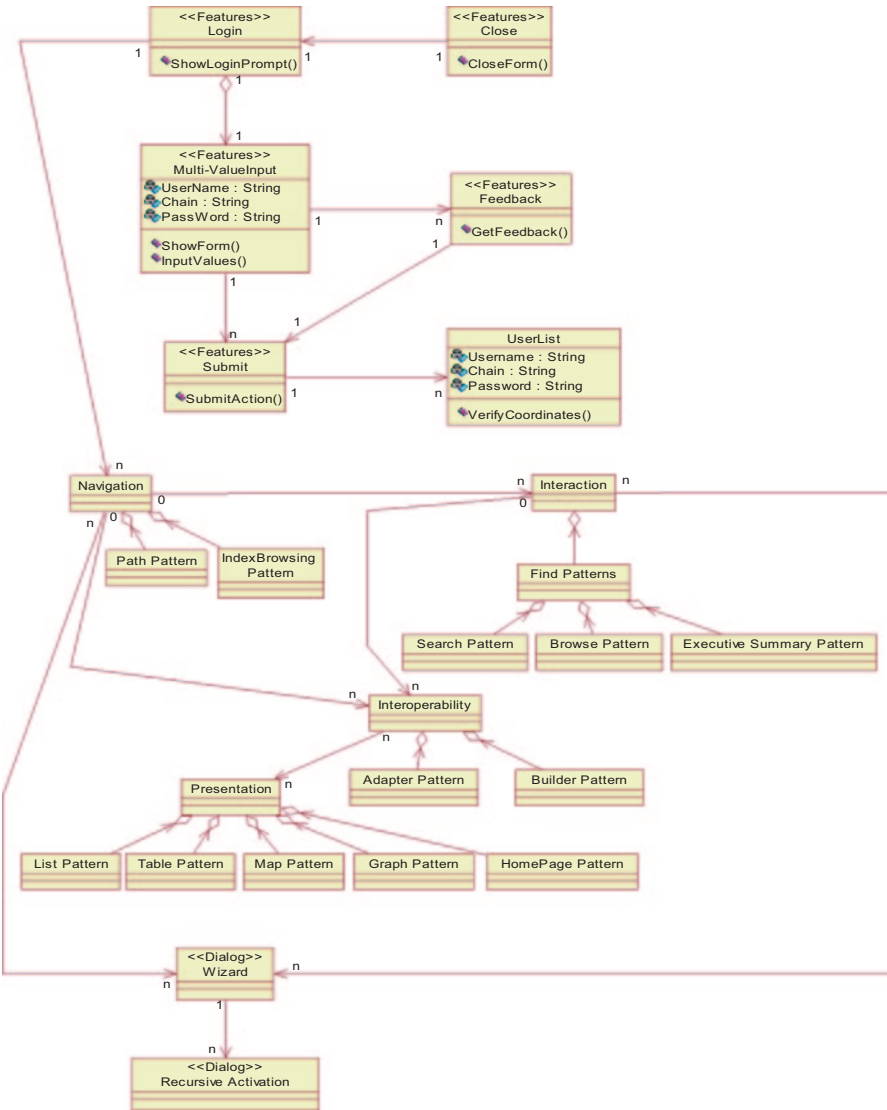 <<Features>>
Login
ShowLoginPrompt()
<<Features>>
Close
CloseForm()
1
1
1
1
1
<<Features>>
Multi-ValueInput
UserName : String
Chain : String
PassWord : String
ShowForm()
InputValues()
<<Features>>
Feedback
GetFeedback()
1
n
1
1
1
n
<<Features>>
Submit
SubmitAction()
UserList
Username : String
Chain : String
Password : String
VerifyCoordinates()
1
n
n
Navigation
n
Interaction
n
0
0
n
0
Path Pattern
IndexBrowsing
Pattern
Find Patterns
Search Pattern
Browse Pattern
Executive Summary Pattern
n
n
Interoperability
n
Adapter Pattern
Builder Pattern
n
Presentation
List Pattern
Table Pattern
Map Pattern
Graph Pattern
HomePage Pattern
<<Dialog>>
Wizard
n
n
1
n
<<Dialog>>
Recursive Activation